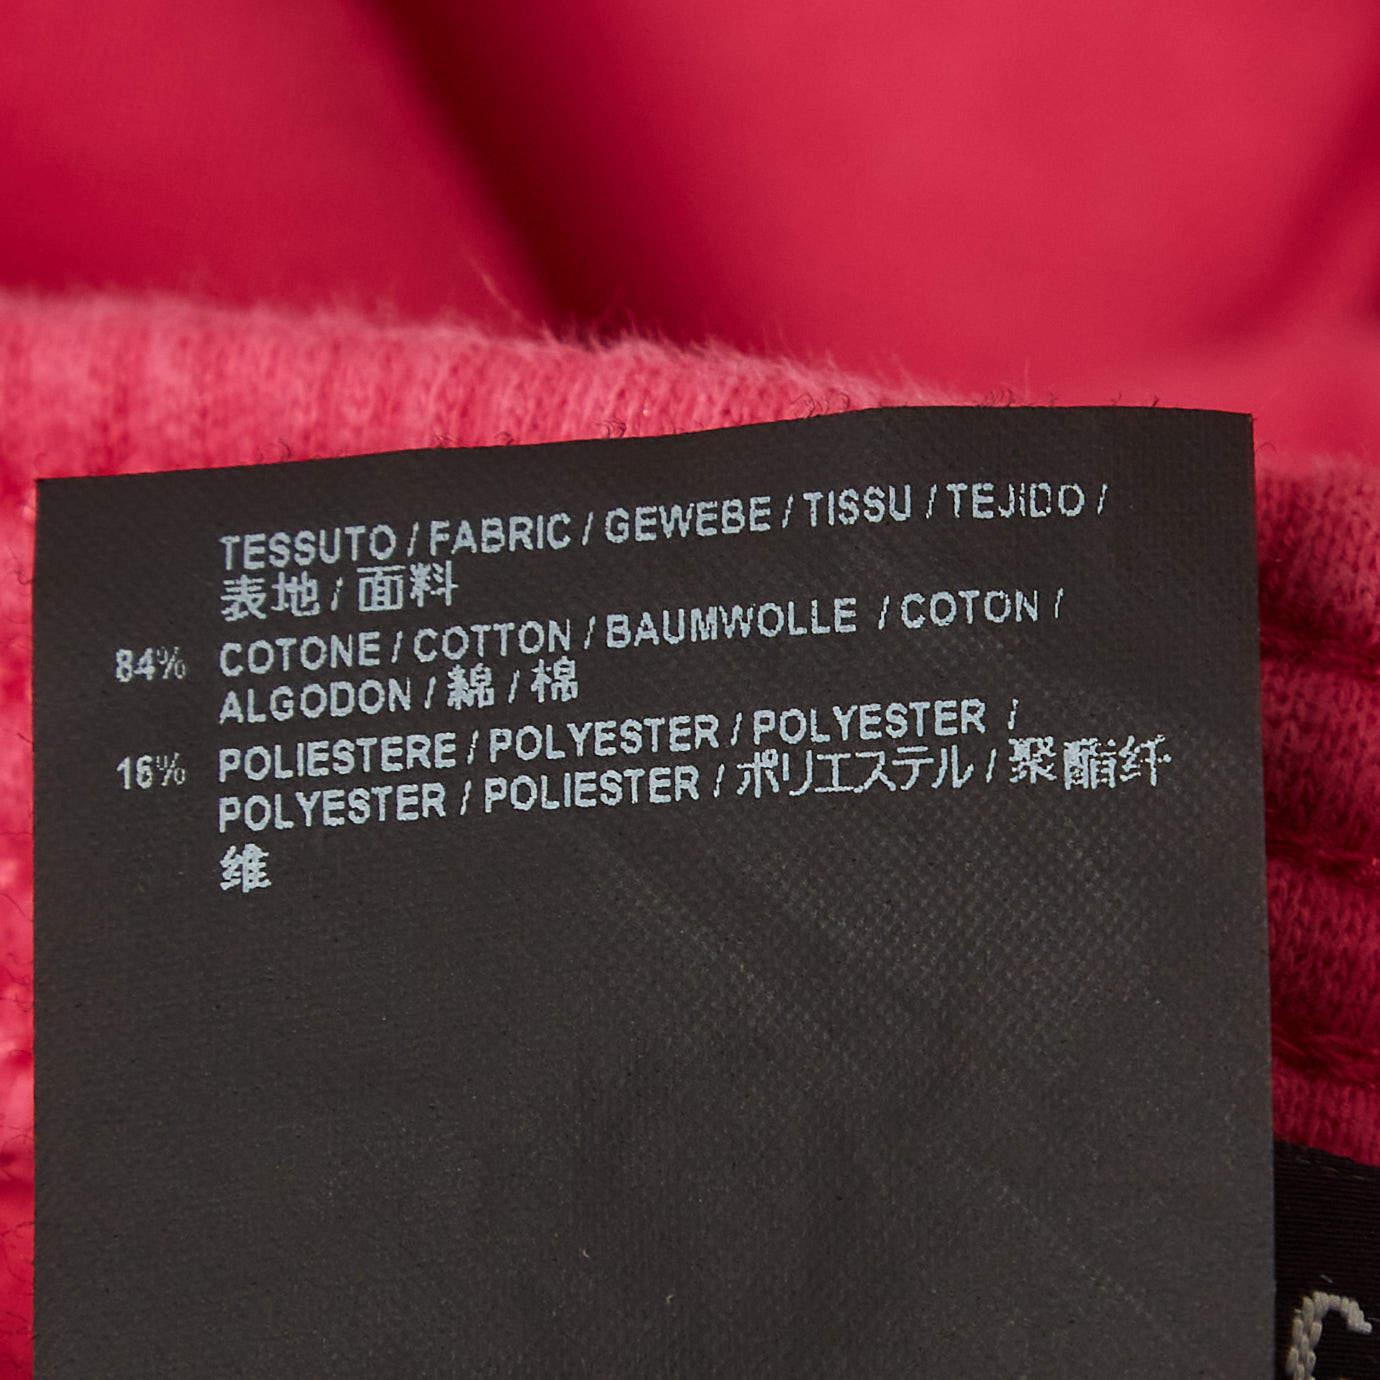 TESSUTO / FABRIC / GEWEBE / TISSU / TEJIDO /
表地 / 面料
84% COTONE / COTTON / BAUMWOLLE / COTON /
ALGODON / 綿 / 棉
16% POLIESTERE / POLYESTER / POLYESTER /
POLYESTER / POLIESTER / ポリエステル / 聚酯纤
维